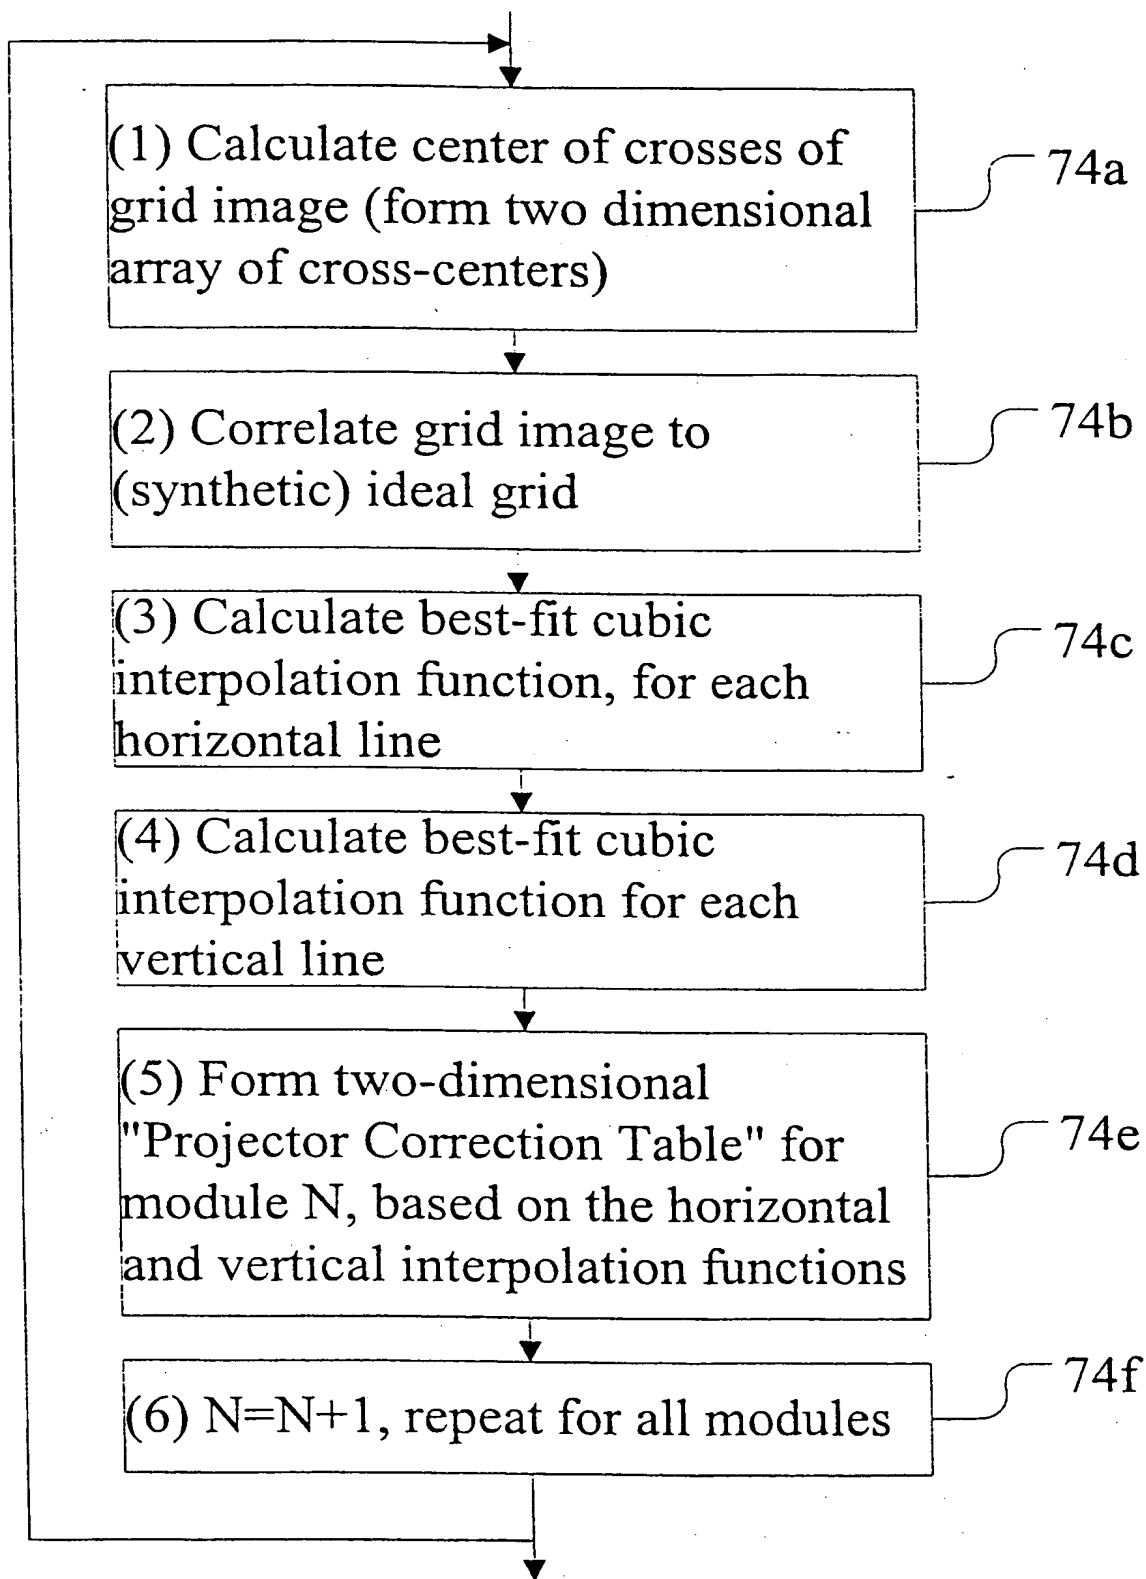 (1) Calculate center of crosses of
grid image (form two dimensional
array of cross-centers)
74a
(2) Correlate grid image to
(synthetic) ideal grid
74b
(3) Calculate best-fit cubic
interpolation function, for each
horizontal line
74c
(4) Calculate best-fit cubic
interpolation function for each
vertical line
74d
(5) Form two-dimensional
"Projector Correction Table" for
module N, based on the horizontal
and vertical interpolation functions
74e
(6) N=N+1, repeat for all modules
74f